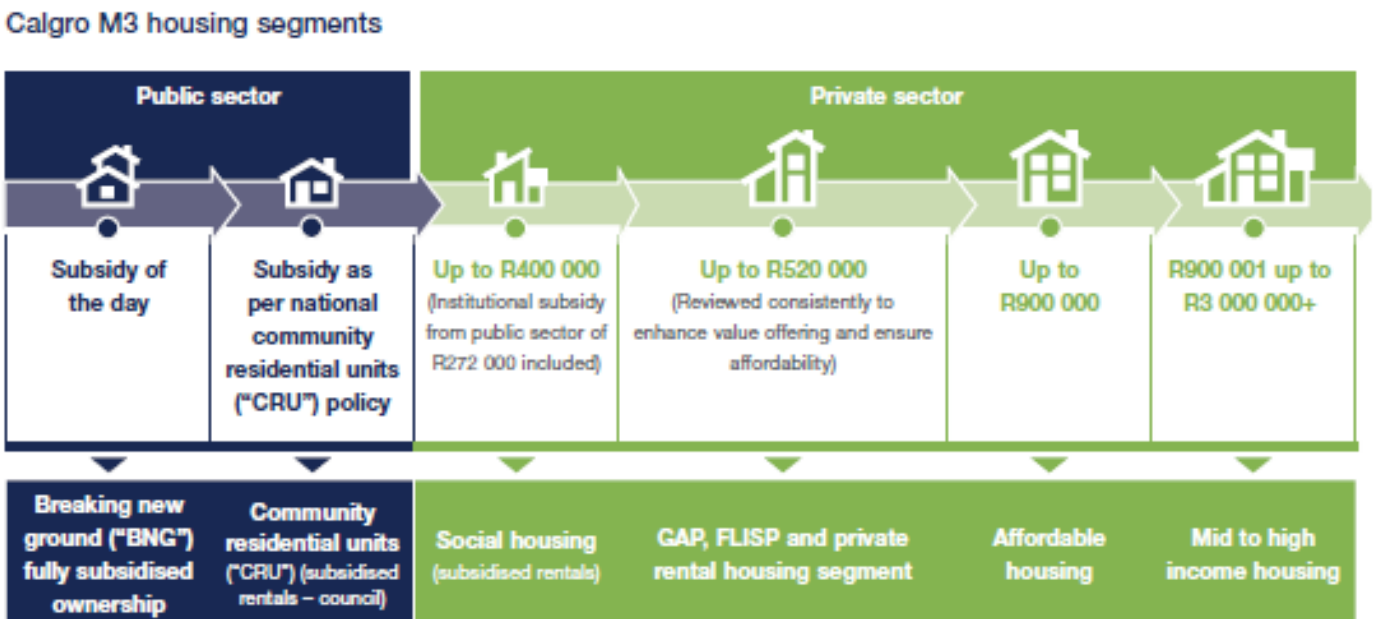 Calgro M3 housing segments
Public sector
Private sector
Subsidy of
the day
Subsidy as
per national
community
residential units
("CRU") policy
Up to R400 000
(Institutional subsidy
from public sector of
R272 000 included)
Up to R520 000
(Reviewed consistently to
enhance value offering and ensure
affordability)
Up to
R900 000
R900 001 up to
R3 000 000+
Breaking new
ground ("BNG")
fully subsidised
ownership
Community
residential units
("CRU") (subsidised
rentals – council)
Social housing
(subsidised rentals)
GAP, FLISP and private
rental housing segment
Affordable
housing
Mid to high
income housing